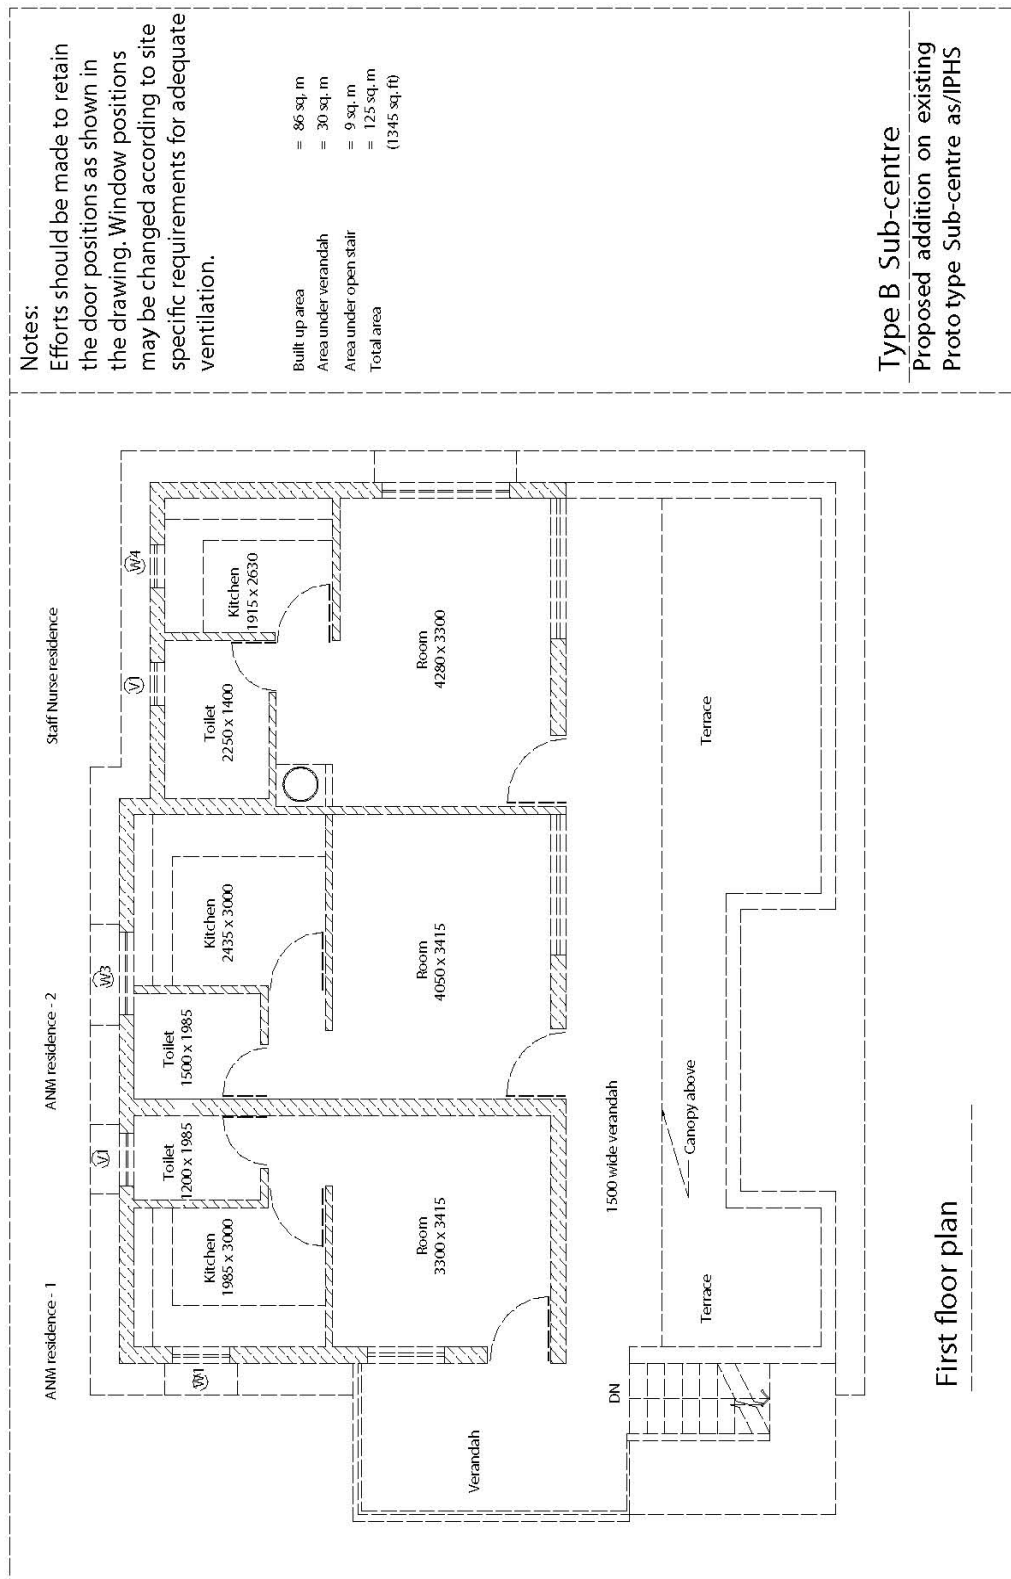 Notes:
Efforts should be made to retain
the door positions as shown in
the drawing. Window positions
may be changed according to site
specific requirements for adequate
ventilation.
Built up area = 86 sq, m
Area under verandah = 30 sq, m
Area under open stair = 9 sq. m
Total area = 125 sq. m
(1345 sq.ft)
Type B Sub-centre
Proposed addition on existing
Proto type Sub-centre as/IPHS
ANM residence - 1
ANM residence - 2
Staff Nurse residence
W1
V1
W3
V1
W4
Kitchen
1985 x 3000
Toilet
1200 x 1985
Toilet
1500 x 1985
Kitchen
2435 x 3000
Toilet
2250 x 1400
Kitchen
1915 x 2630
Room
3300 x 3415
Room
4050 x 3415
Room
4280 x 3300
Verandah
DN
1500 wide verandah
Canopy above
Terrace
Terrace
First floor plan